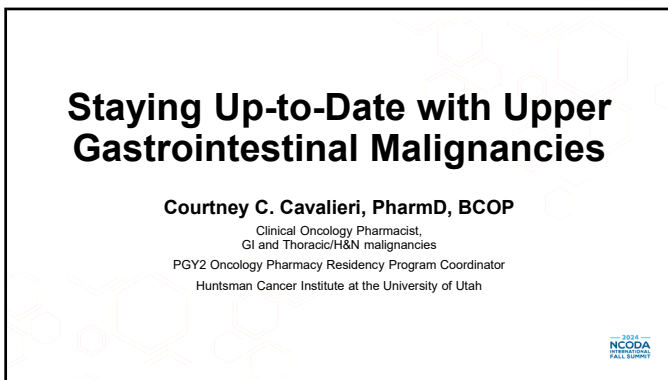 Staying Up-to-Date with Upper
Gastrointestinal Malignancies
Courtney C. Cavalieri, PharmD, BCOP
Clinical Oncology Pharmacist,
GI and Thoracic/H&N malignancies
PGY2 Oncology Pharmacy Residency Program Coordinator
Huntsman Cancer Institute at the University of Utah
2024
NCODA
INTERNATIONAL
FALL SUMMIT